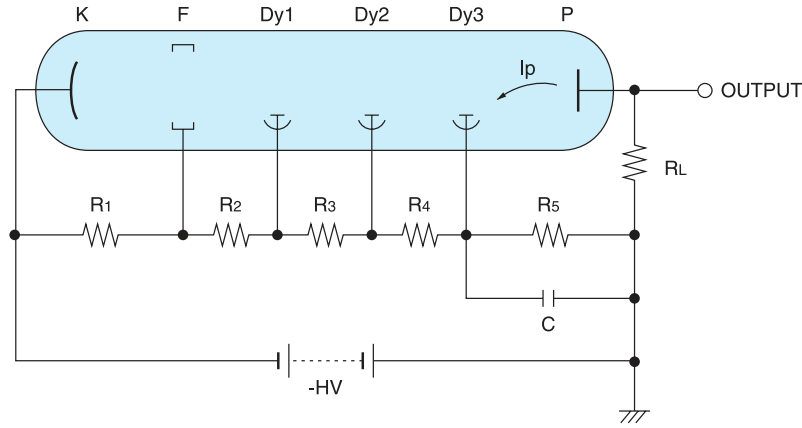 K F Dy1 Dy2 Dy3 P
Ip
OUTPUT
RL
R1 R2 R3 R4 R5
C
-HV